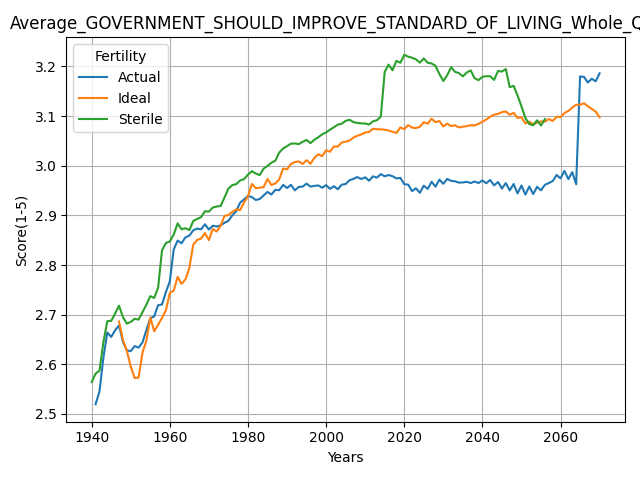 Average_GOVERNMENT_SHOULD_IMPROVE_STANDARD_OF_LIVING_Whole_Q
Fertility
Actual
Ideal
Sterile
Score(1-5)
3.2
3.1
3.0
2.9
2.8
2.7
2.6
2.5
1940 1960 1980 2000 2020 2040 2060
Years